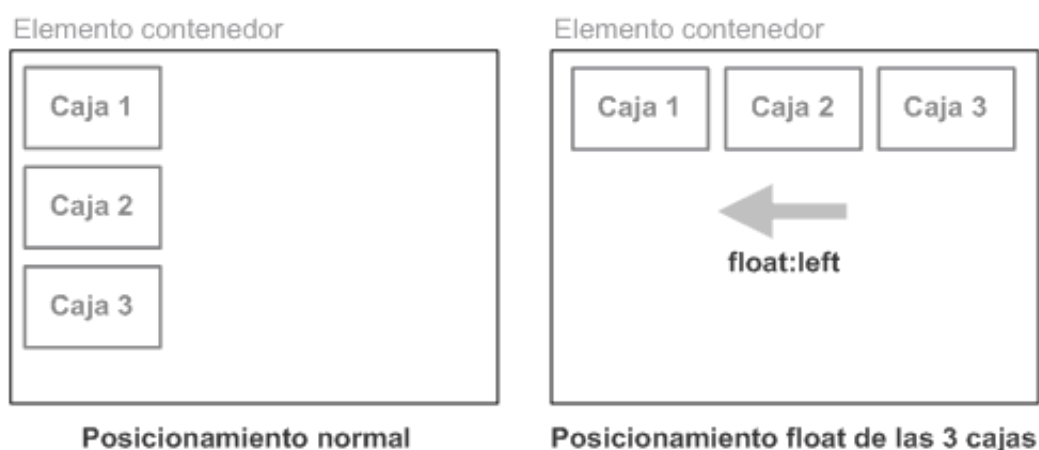 Elemento contenedor
Caja 1
Caja 2
Caja 3
Posicionamiento normal
Elemento contenedor
Caja 1 Caja 2 Caja 3
float:left
Posicionamiento float de las 3 cajas